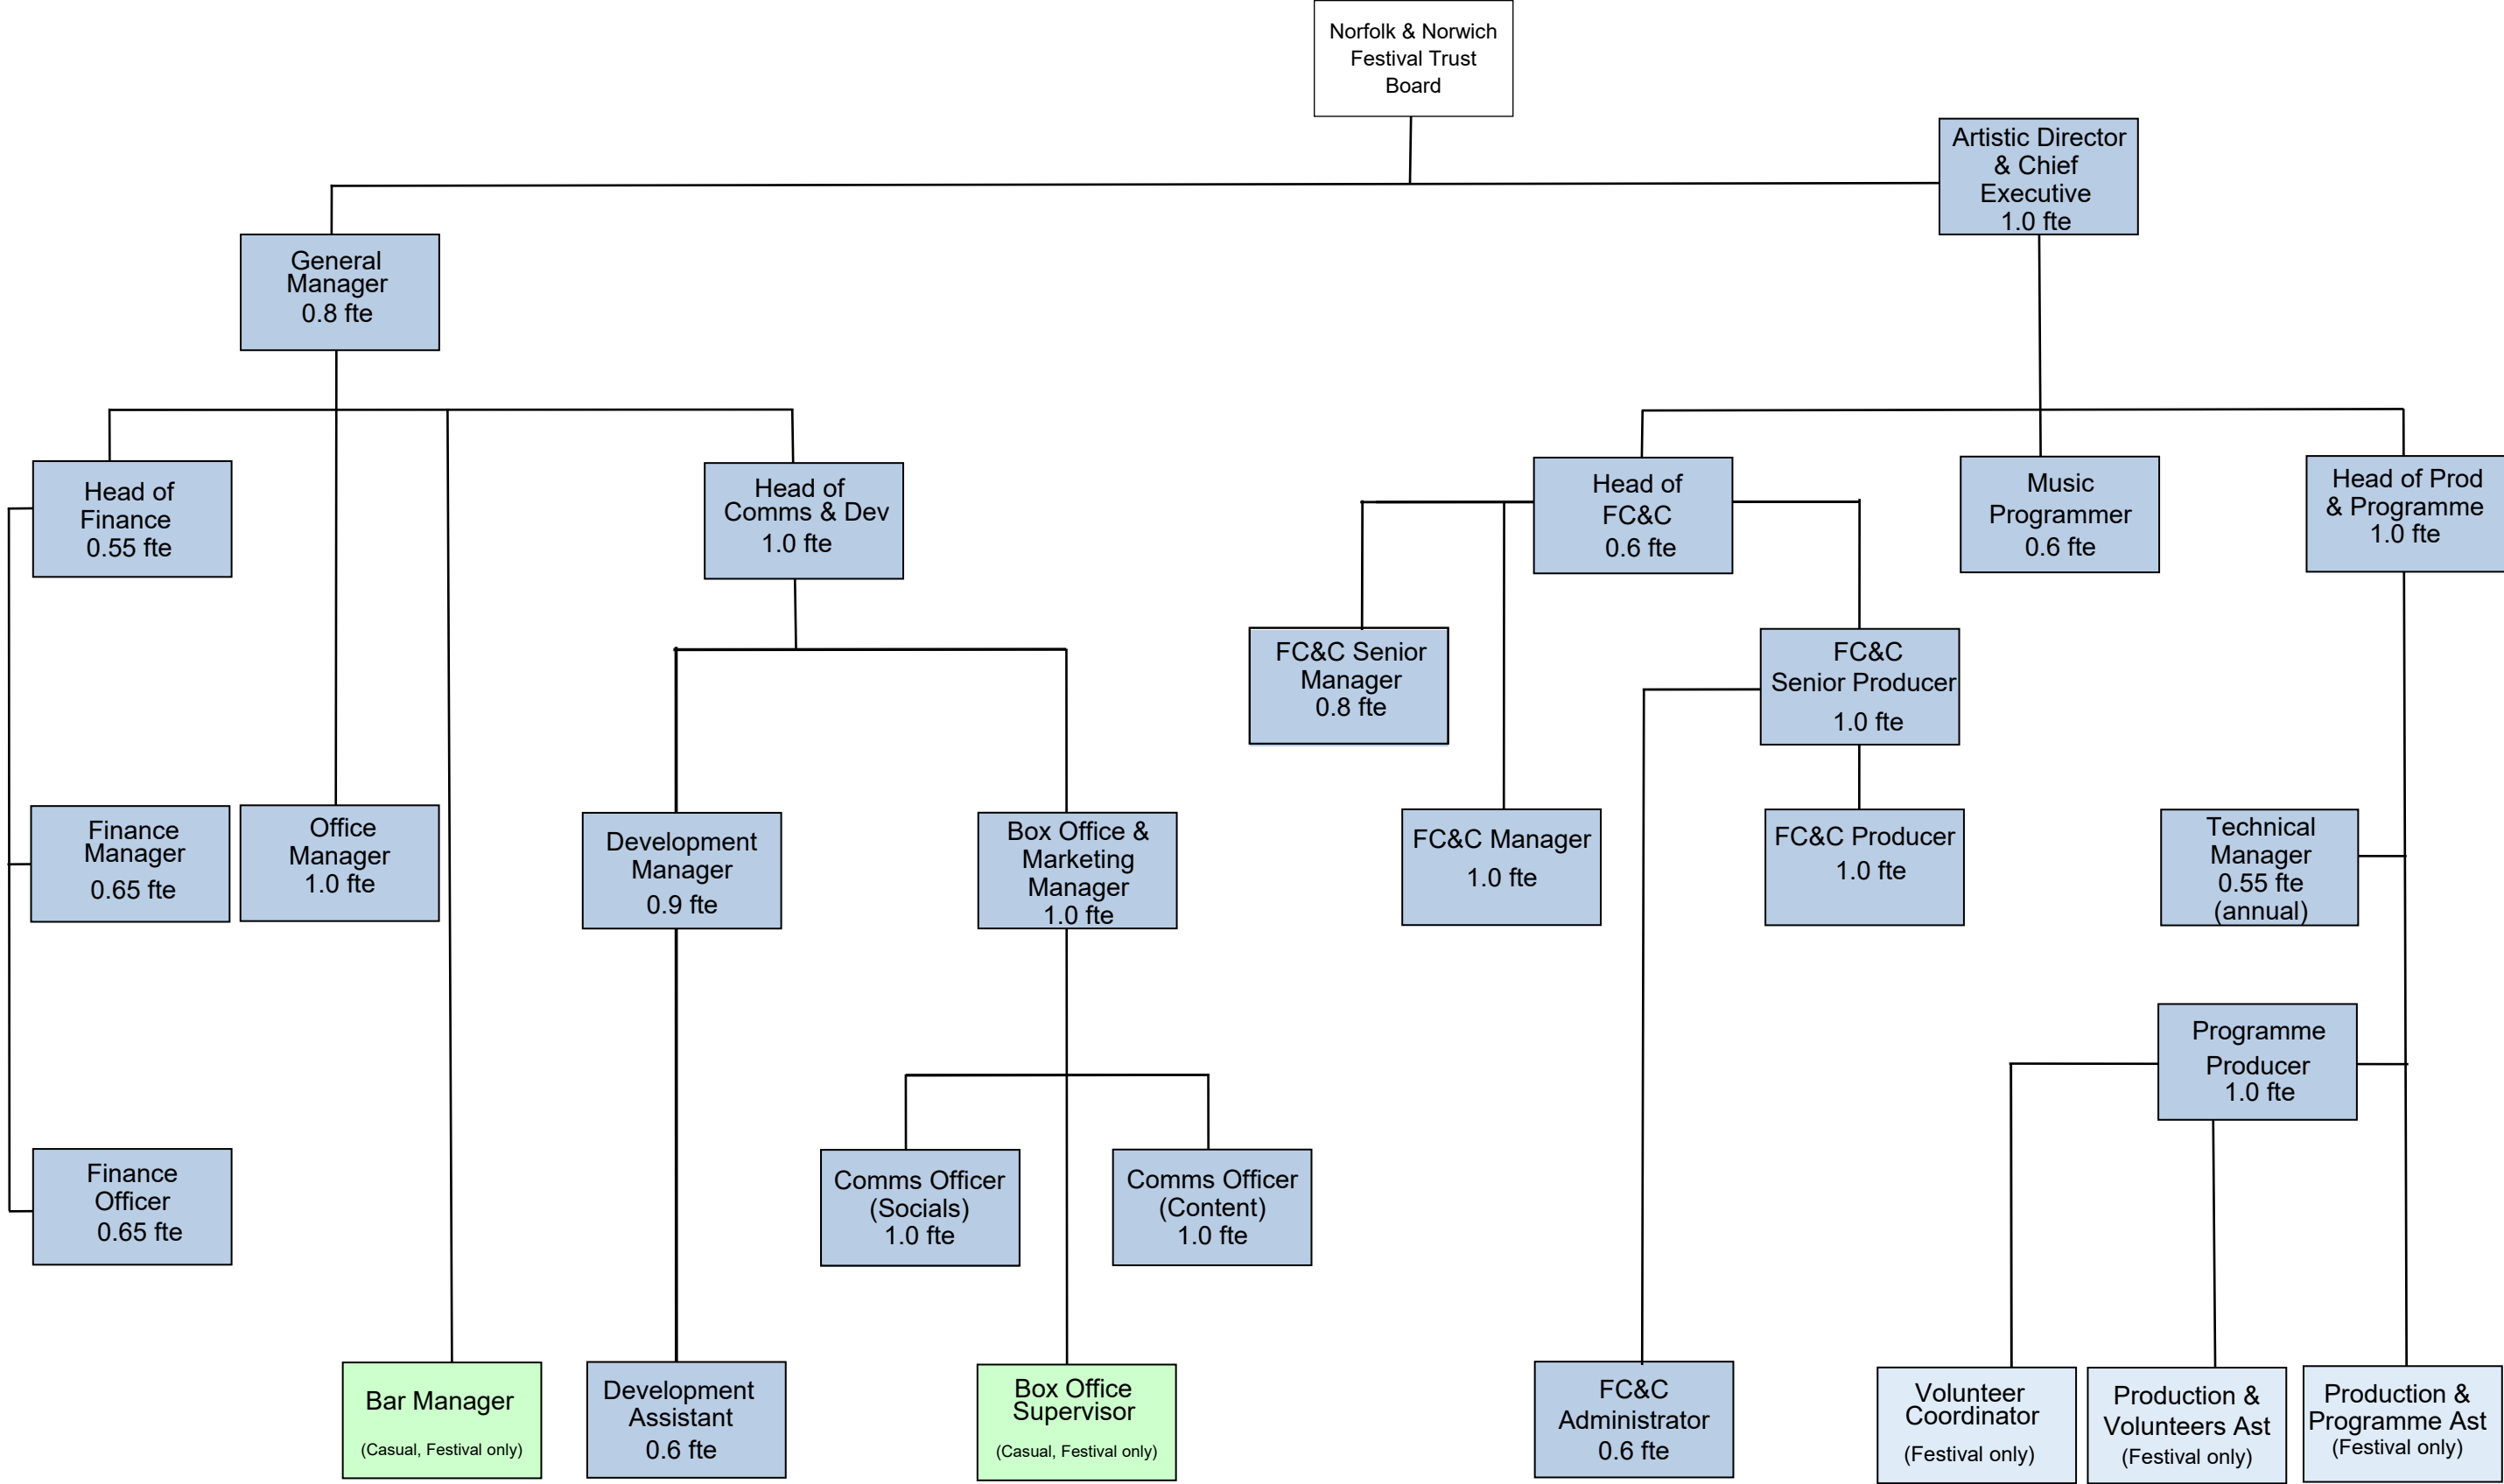 Norfolk & Norwich
Festival Trust
Board
Artistic Director
& Chief
Executive
1.0 fte
General
Manager
0.8 fte
Head of
Finance
0.55 fte
Head of
Comms & Dev
1.0 fte
Head of
FC&C
0.6 fte
Music
Programmer
0.6 fte
Head of Prod
& Programme
1.0 fte
FC&C Senior
Manager
0.8 fte
FC&C
Senior Producer
1.0 fte
Finance
Manager
0.65 fte
Office
Manager
1.0 fte
Development
Manager
0.9 fte
Box Office &
Marketing
Manager
1.0 fte
FC&C Manager
1.0 fte
FC&C Producer
1.0 fte
Technical
Manager
0.55 fte
(annual)
Programme
Producer
1.0 fte
Finance
Officer
0.65 fte
Comms Officer
(Socials)
1.0 fte
Comms Officer
(Content)
1.0 fte
Bar Manager
(Casual, Festival only)
Development
Assistant
0.6 fte
Box Office
Supervisor
(Casual, Festival only)
FC&C
Administrator
0.6 fte
Volunteer
Coordinator
(Festival only)
Production &
Volunteers Ast
(Festival only)
Production &
Programme Ast
(Festival only)